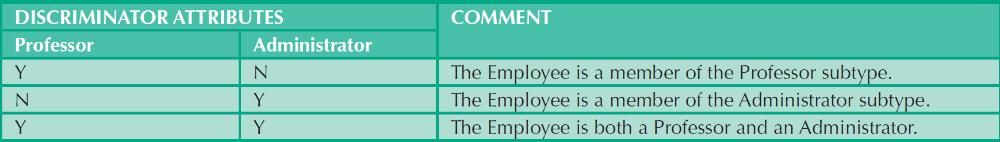 DISCRIMINATOR ATTRIBUTES COMMENT
Professor Administrator
Y N The Employee is a member of the Professor subtype.
N Y The Employee is a member of the Administrator subtype.
Y Y The Employee is both a Professor and an Administrator.